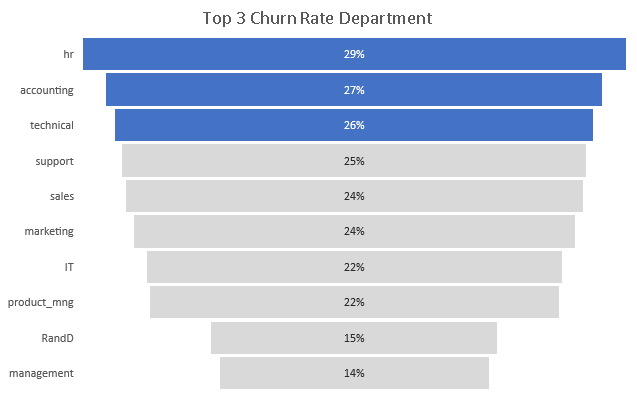 Top 3 Churn Rate Department
hr 29%
accounting 27%
technical 26%
support 25%
sales 24%
marketing 24%
IT 22%
product_mng 22%
RandD 15%
management 14%